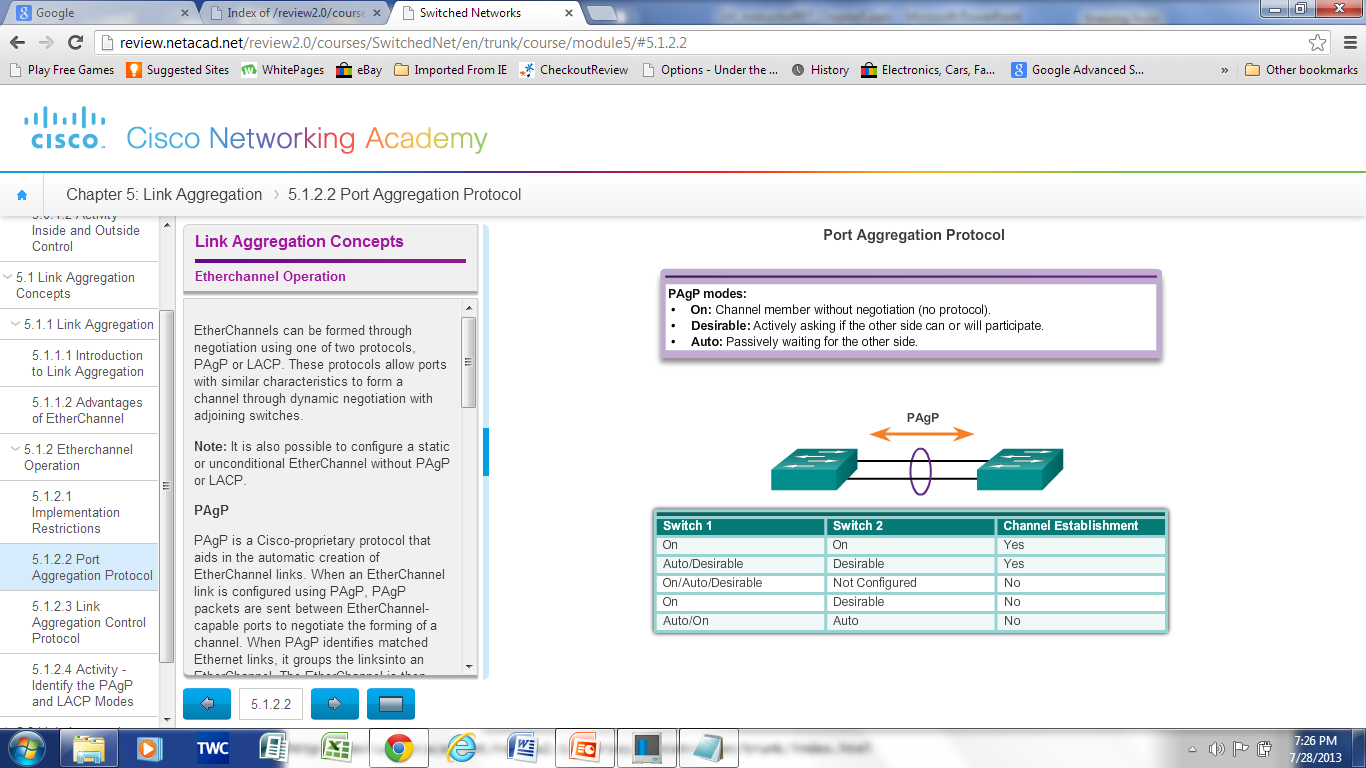 Google
Index of /review2.0/course
Switched Networks
review.netacad.net/review2.0/courses/SwitchedNet/en/trunk/course/module5/#5.1.2.2
Play Free Games
Suggested Sites
WhitePages
eBay
Imported From IE
CheckoutReview
Options - Under the ...
History
Electronics, Cars, Fa...
Google Advanced S...
»
Other bookmarks
CISCO. Cisco Networking Academy
Chapter 5: Link Aggregation > 5.1.2.2 Port Aggregation Protocol
5.0.1.2 Activity
Inside and Outside
Control
5.1 Link Aggregation
Concepts
5.1.1 Link Aggregation
5.1.1.1 Introduction
to Link Aggregation
5.1.1.2 Advantages
of EtherChannel
5.1.2 Etherchannel
Operation
5.1.2.1
Implementation
Restrictions
5.1.2.2 Port
Aggregation Protocol
5.1.2.3 Link
Aggregation Control
Protocol
5.1.2.4 Activity -
Identify the PAgP
and LACP Modes
Link Aggregation Concepts
Etherchannel Operation
EtherChannels can be formed through
negotiation using one of two protocols,
PAgP or LACP. These protocols allow ports
with similar characteristics to form a
channel through dynamic negotiation with
adjoining switches.
Note: It is also possible to configure a static
or unconditional EtherChannel without PAgP
or LACP.
PAgP
PAgP is a Cisco-proprietary protocol that
aids in the automatic creation of
EtherChannel links. When an EtherChannel
link is configured using PAgP, PAgP
packets are sent between EtherChannel-
capable ports to negotiate the forming of a
channel. When PAgP identifies matched
Ethernet links, it groups the linksinto an
EtherChannel. The EtherChannel is then
5.1.2.2
Port Aggregation Protocol
PAgP modes:
• On: Channel member without negotiation (no protocol).
• Desirable: Actively asking if the other side can or will participate.
• Auto: Passively waiting for the other side.
PAgP
Switch 1 Switch 2 Channel Establishment
On On Yes
Auto/Desirable Desirable Yes
On/Auto/Desirable Not Configured No
On Desirable No
Auto/On Auto No
TWC
7:26 PM
7/28/2013